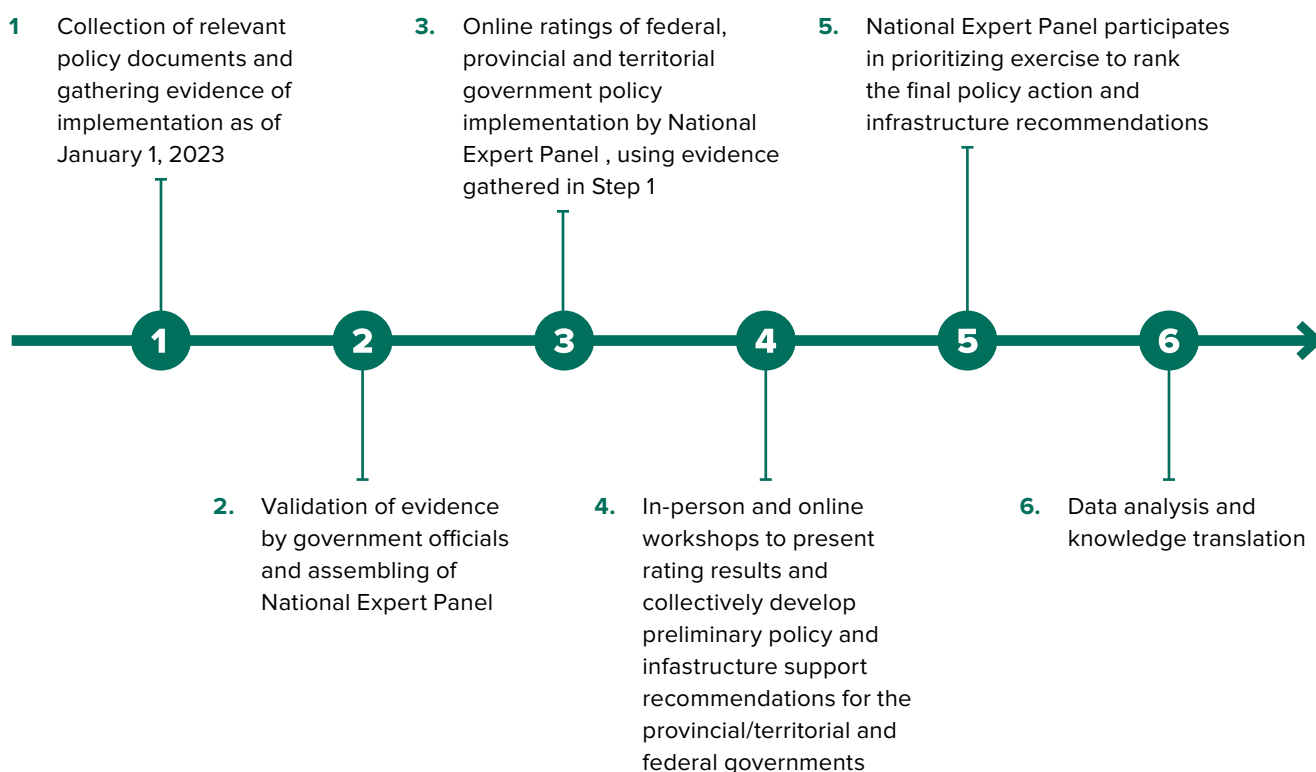 1 Collection of relevant
policy documents and
gathering evidence of
implementation as of
January 1, 2023
3. Online ratings of federal,
provincial and territorial
government policy
implementation by National
Expert Panel , using evidence
gathered in Step 1
5. National Expert Panel participates
in prioritizing exercise to rank
the final policy action and
infrastructure recommendations
1
2
3
4
5
6
2. Validation of evidence
by government officials
and assembling of
National Expert Panel
4. In-person and online
workshops to present
rating results and
collectively develop
preliminary policy and
infastructure support
recommendations for the
provincial/territorial and
federal governments
6. Data analysis and
knowledge translation